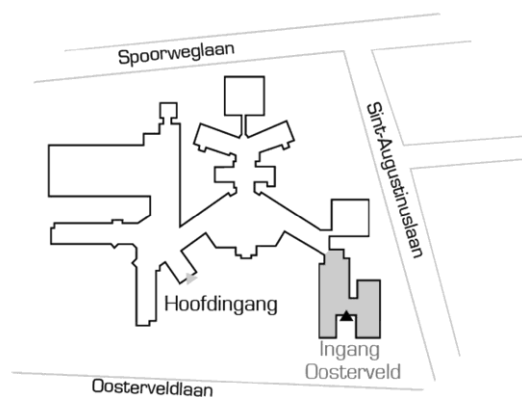 Spoorweglaan
Sint-Augustinuslaan
Hoofdingang
Ingang
Oosterveld
Oosterveldlaan